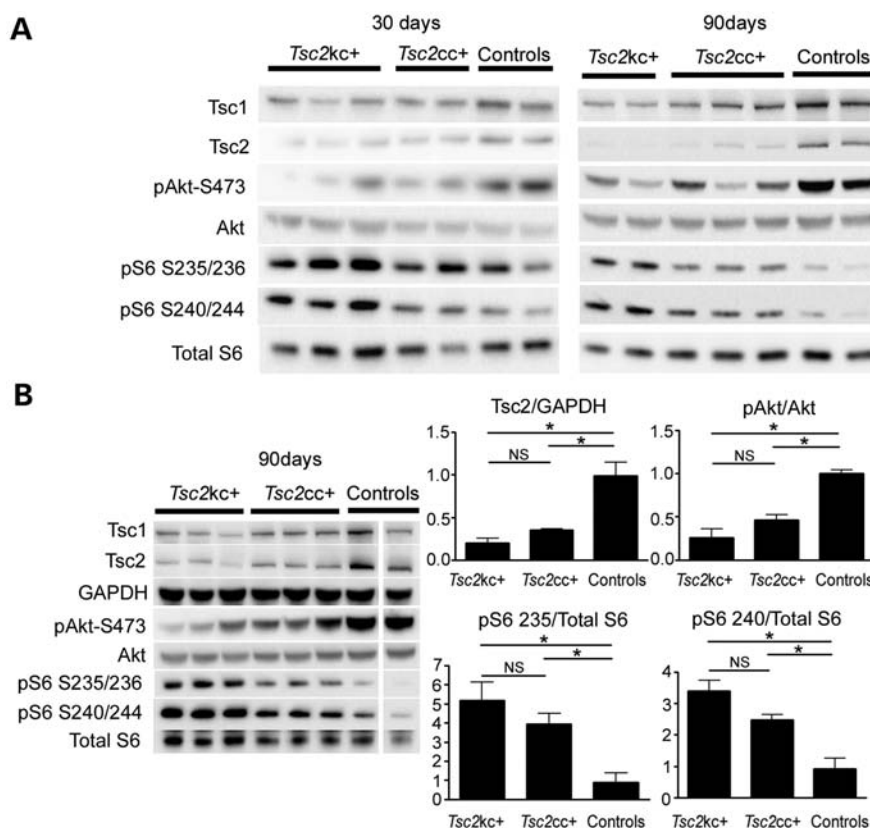 A
30 days
90days
Tsc2kc+ Tsc2cc+ Controls
Tsc2kc+ Tsc2cc+ Controls
Tsc1
Tsc2
pAkt-S473
Akt
pS6 S235/236
pS6 S240/244
Total S6
B
90days
Tsc2kc+ Tsc2cc+ Controls
Tsc1
Tsc2
GAPDH
pAkt-S473
Akt
pS6 S235/236
pS6 S240/244
Total S6
Tsc2/GAPDH
*
NS *
1.5
1.0
0.5
0.0
Tsc2kc+ Tsc2cc+ Controls
pAkt/Akt
*
NS *
1.5
1.0
0.5
0.0
Tsc2kc+ Tsc2cc+ Controls
pS6 235/Total S6
*
NS *
7
6
5
4
3
2
1
0
Tsc2kc+ Tsc2cc+ Controls
pS6 240/Total S6
*
NS *
4
3
2
1
0
Tsc2kc+ Tsc2cc+ Controls